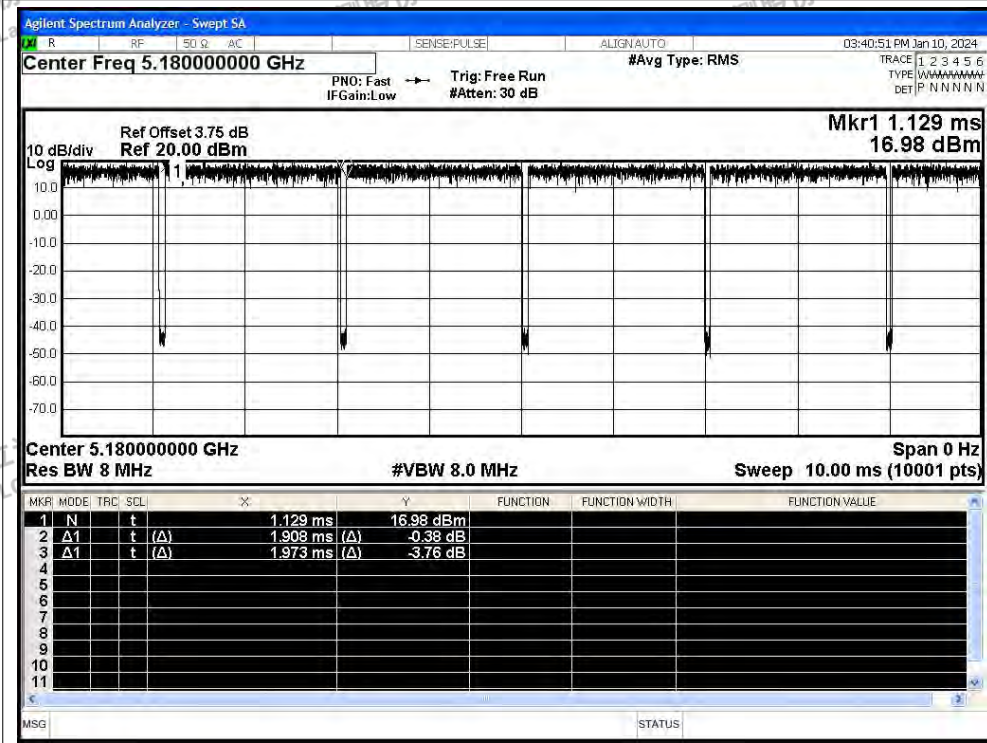 Agilent Spectrum Analyzer - Swept SA
LXI R RF 50 Ω AC SENSE:PULSE ALIGN AUTO 03:40:51 PM Jan 10, 2024
Center Freq 5.180000000 GHz #Avg Type: RMS TRACE 1 2 3 4 5 6
PNO: Fast Trig: Free Run TYPE
IFGain:Low #Atten: 30 dB DET P N N N N N
Mkr1 1.129 ms
Ref Offset 3.75 dB
10 dB/div Ref 20.00 dBm 16.98 dBm
Log
10.0
0.00
-10.0
-20.0
-30.0
-40.0
-50.0
-60.0
-70.0
1
Center 5.180000000 GHz Span 0 Hz
Res BW 8 MHz #VBW 8.0 MHz Sweep 10.00 ms (10001 pts)
MKR MODE TRC SCL X Y FUNCTION FUNCTION WIDTH FUNCTION VALUE
1 N t 1.129 ms 16.98 dBm
2 Δ1 t (Δ) 1.908 ms (Δ) -0.38 dB
3 Δ1 t (Δ) 1.973 ms (Δ) -3.76 dB
4
5
6
7
8
9
10
11
MSG STATUS